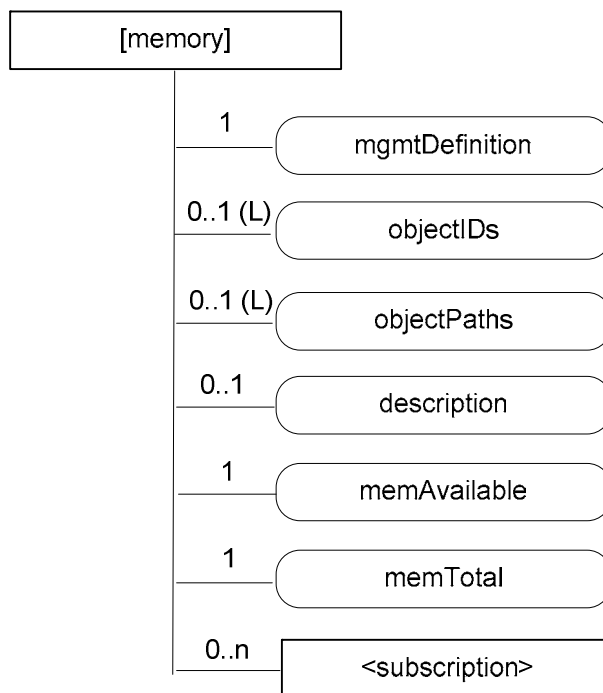 [memory]
1
mgmtDefinition
0..1 (L)
objectIDs
0..1 (L)
objectPaths
0..1
description
1
memAvailable
1
memTotal
0..n
<subscription>